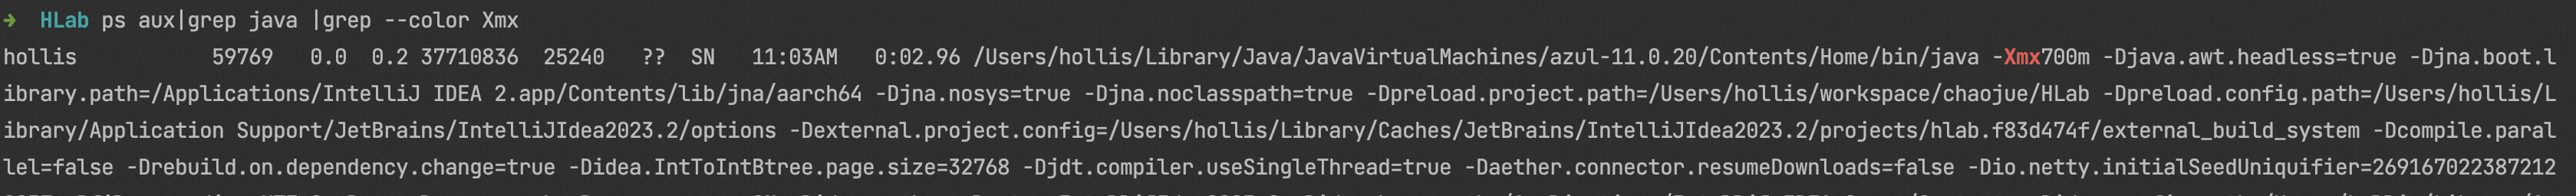 → HLab ps aux|grep java |grep --color Xmx
hollis 59769 0.0 0.2 37710836 25240 ?? SN 11:03AM 0:02.96 /Users/hollis/Library/Java/JavaVirtualMachines/azul-11.0.20/Contents/Home/bin/java -Xmx700m -Djava.awt.headless=true -Djna.boot.l
ibrary.path=/Applications/IntelliJ IDEA 2.app/Contents/lib/jna/aarch64 -Djna.nosys=true -Djna.noclasspath=true -Dpreload.project.path=/Users/hollis/workspace/chaojue/HLab -Dpreload.config.path=/Users/hollis/L
ibrary/Application Support/JetBrains/IntelliJIdea2023.2/options -Dexternal.project.config=/Users/hollis/Library/Caches/JetBrains/IntelliJIdea2023.2/projects/hlab.f83d474f/external_build_system -Dcompile.paral
lel=false -Drebuild.on.dependency.change=true -Didea.IntToIntBtree.page.size=32768 -Djdt.compiler.useSingleThread=true -Daether.connector.resumeDownloads=false -Dio.netty.initialSeedUniquifier=269167022387212